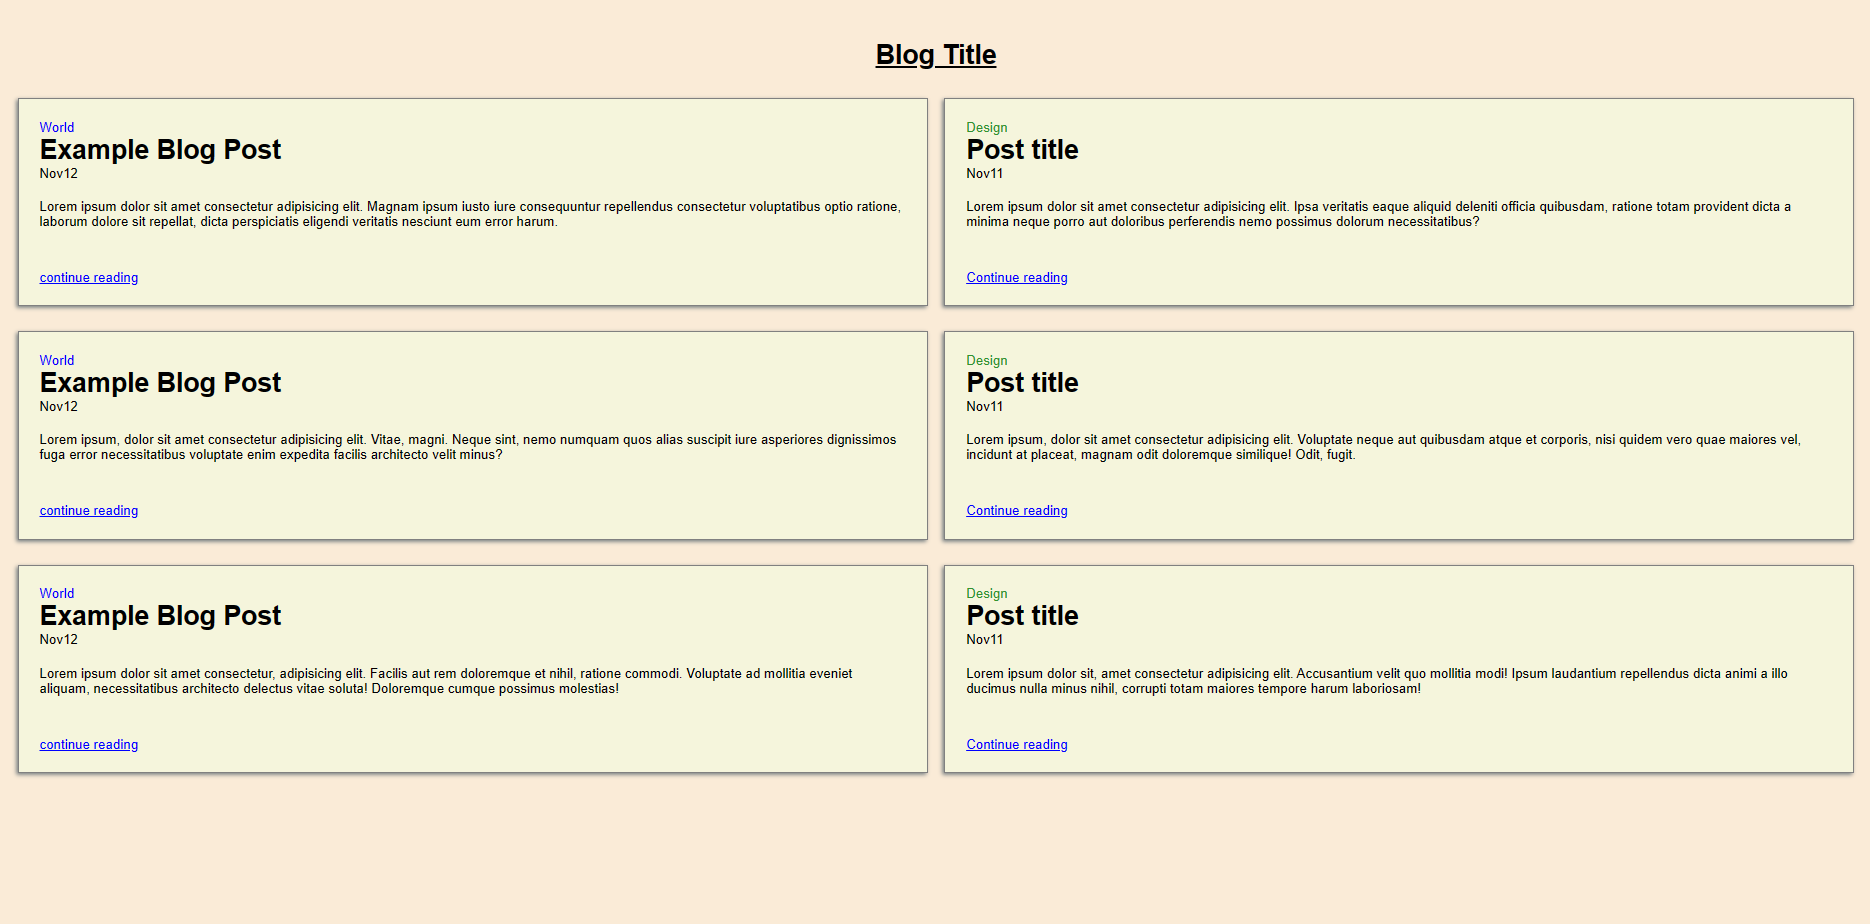 Blog Title
World
Example Blog Post
Nov12
Lorem ipsum dolor sit amet consectetur adipisicing elit. Magnam ipsum iusto iure consequuntur repellendus consectetur voluptatibus optio ratione,
laborum dolore sit repellat, dicta perspiciatis eligendi veritatis nesciunt eum error harum.
continue reading
Design
Post title
Nov11
Lorem ipsum dolor sit amet consectetur adipisicing elit. Ipsa veritatis eaque aliquid deleniti officia quibusdam, ratione totam provident dicta a
minima neque porro aut doloribus perferendis nemo possimus dolorum necessitatibus?
Continue reading
World
Example Blog Post
Nov12
Lorem ipsum, dolor sit amet consectetur adipisicing elit. Vitae, magni. Neque sint, nemo numquam quos alias suscipit iure asperiores dignissimos
fuga error necessitatibus voluptate enim expedita facilis architecto velit minus?
continue reading
Design
Post title
Nov11
Lorem ipsum, dolor sit amet consectetur adipisicing elit. Voluptate neque aut quibusdam atque et corporis, nisi quidem vero quae maiores vel,
incidunt at placeat, magnam odit doloremque similique! Odit, fugit.
Continue reading
World
Example Blog Post
Nov12
Lorem ipsum dolor sit amet consectetur, adipisicing elit. Facilis aut rem doloremque et nihil, ratione commodi. Voluptate ad mollitia eveniet
aliquam, necessitatibus architecto delectus vitae soluta! Doloremque cumque possimus molestias!
continue reading
Design
Post title
Nov11
Lorem ipsum dolor sit, amet consectetur adipisicing elit. Accusantium velit quo mollitia modi! Ipsum laudantium repellendus dicta animi a illo
ducimus nulla minus nihil, corrupti totam maiores tempore harum laboriosam!
Continue reading